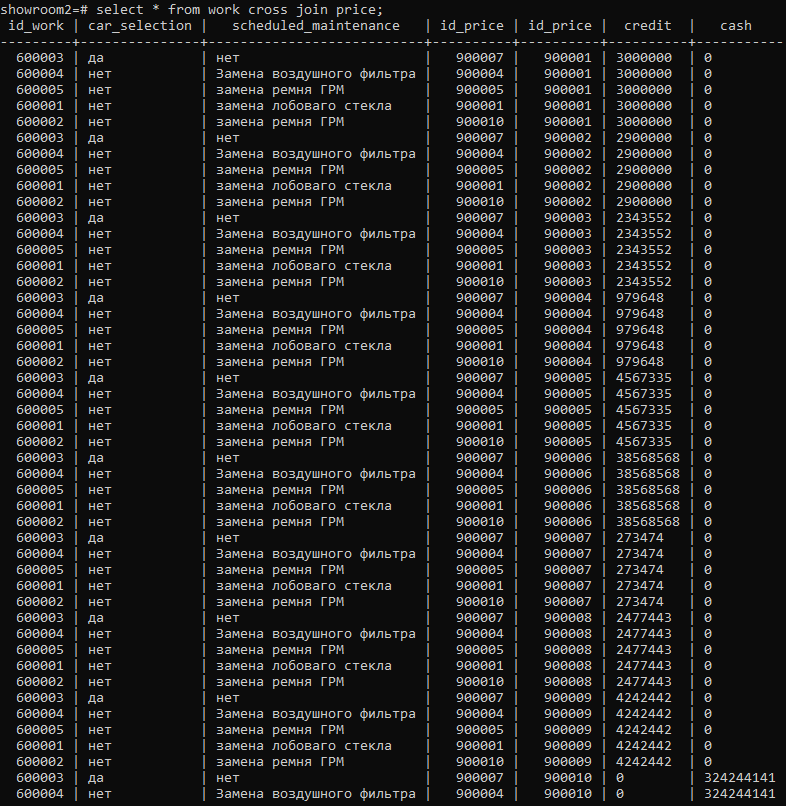 showroom2=# select * from work cross join price;
 id_work | car_selection | scheduled_maintenance | id_price | id_price | credit | cash
---------+---------------+--------------------------+----------+----------+----------+-----------
 600003 | да | нет | 900007 | 900001 | 3000000 | 0
 600004 | нет | Замена воздушного фильтра | 900004 | 900001 | 3000000 | 0
 600005 | нет | замена ремня ГРМ | 900005 | 900001 | 3000000 | 0
 600001 | нет | замена лобоваго стекла | 900001 | 900001 | 3000000 | 0
 600002 | нет | замена ремня ГРМ | 900010 | 900001 | 3000000 | 0
 600003 | да | нет | 900007 | 900002 | 2900000 | 0
 600004 | нет | Замена воздушного фильтра | 900004 | 900002 | 2900000 | 0
 600005 | нет | замена ремня ГРМ | 900005 | 900002 | 2900000 | 0
 600001 | нет | замена лобоваго стекла | 900001 | 900002 | 2900000 | 0
 600002 | нет | замена ремня ГРМ | 900010 | 900002 | 2900000 | 0
 600003 | да | нет | 900007 | 900003 | 2343552 | 0
 600004 | нет | Замена воздушного фильтра | 900004 | 900003 | 2343552 | 0
 600005 | нет | замена ремня ГРМ | 900005 | 900003 | 2343552 | 0
 600001 | нет | замена лобоваго стекла | 900001 | 900003 | 2343552 | 0
 600002 | нет | замена ремня ГРМ | 900010 | 900003 | 2343552 | 0
 600003 | да | нет | 900007 | 900004 | 979648 | 0
 600004 | нет | Замена воздушного фильтра | 900004 | 900004 | 979648 | 0
 600005 | нет | замена ремня ГРМ | 900005 | 900004 | 979648 | 0
 600001 | нет | замена лобоваго стекла | 900001 | 900004 | 979648 | 0
 600002 | нет | замена ремня ГРМ | 900010 | 900004 | 979648 | 0
 600003 | да | нет | 900007 | 900005 | 4567335 | 0
 600004 | нет | Замена воздушного фильтра | 900004 | 900005 | 4567335 | 0
 600005 | нет | замена ремня ГРМ | 900005 | 900005 | 4567335 | 0
 600001 | нет | замена лобоваго стекла | 900001 | 900005 | 4567335 | 0
 600002 | нет | замена ремня ГРМ | 900010 | 900005 | 4567335 | 0
 600003 | да | нет | 900007 | 900006 | 38568568 | 0
 600004 | нет | Замена воздушного фильтра | 900004 | 900006 | 38568568 | 0
 600005 | нет | замена ремня ГРМ | 900005 | 900006 | 38568568 | 0
 600001 | нет | замена лобоваго стекла | 900001 | 900006 | 38568568 | 0
 600002 | нет | замена ремня ГРМ | 900010 | 900006 | 38568568 | 0
 600003 | да | нет | 900007 | 900007 | 273474 | 0
 600004 | нет | Замена воздушного фильтра | 900004 | 900007 | 273474 | 0
 600005 | нет | замена ремня ГРМ | 900005 | 900007 | 273474 | 0
 600001 | нет | замена лобоваго стекла | 900001 | 900007 | 273474 | 0
 600002 | нет | замена ремня ГРМ | 900010 | 900007 | 273474 | 0
 600003 | да | нет | 900007 | 900008 | 2477443 | 0
 600004 | нет | Замена воздушного фильтра | 900004 | 900008 | 2477443 | 0
 600005 | нет | замена ремня ГРМ | 900005 | 900008 | 2477443 | 0
 600001 | нет | замена лобоваго стекла | 900001 | 900008 | 2477443 | 0
 600002 | нет | замена ремня ГРМ | 900010 | 900008 | 2477443 | 0
 600003 | да | нет | 900007 | 900009 | 4242442 | 0
 600004 | нет | Замена воздушного фильтра | 900004 | 900009 | 4242442 | 0
 600005 | нет | замена ремня ГРМ | 900005 | 900009 | 4242442 | 0
 600001 | нет | замена лобоваго стекла | 900001 | 900009 | 4242442 | 0
 600002 | нет | замена ремня ГРМ | 900010 | 900009 | 4242442 | 0
 600003 | да | нет | 900007 | 900010 | 0 | 324244141
 600004 | нет | Замена воздушного фильтра | 900004 | 900010 | 0 | 324244141